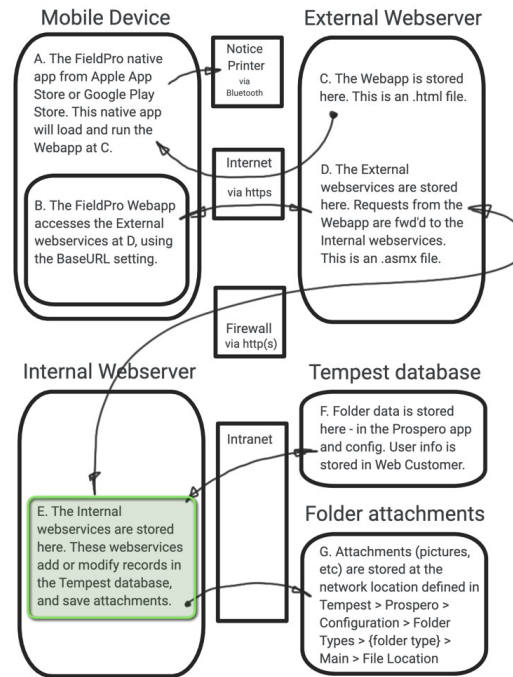 Mobile Device
A. The FieldPro native
app from Apple App
Store or Google Play
Store. This native app
will load and run the
Webapp at C.
B. The FieldPro Webapp
accesses the External
webservices at D, using
the BaseURL setting.
Notice
Printer
via
Bluetooth
Internet
via https
External Webserver
C. The Webapp is stored
here. This is an .html file.
D. The External
webservices are stored
here. Requests from the
Webapp are fwd'd to the
Internal webservices.
This is an .asmx file.
Firewall
via http(s)
Internal Webserver
E. The Internal
webservices are stored
here. These webservices
add or modify records in
the Tempest database,
and save attachments.
Intranet
Tempest database
F. Folder data is stored
here - in the Prospero app
and config. User info is
stored in Web Customer.
Folder attachments
G. Attachments (pictures,
etc) are stored at the
network location defined in
Tempest > Prospero >
Configuration > Folder
Types > {folder type} >
Main > File Location